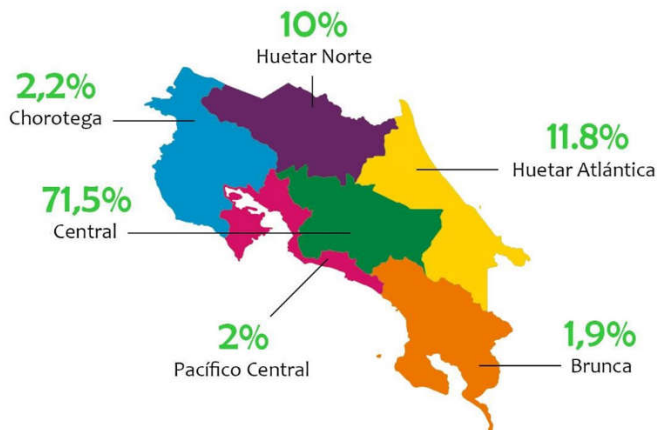 10%
Huetar Norte
2,2%
Chorotega
11.8%
Huetar Atlántica
71,5%
Central
2%
Pacífico Central
1,9%
Brunca